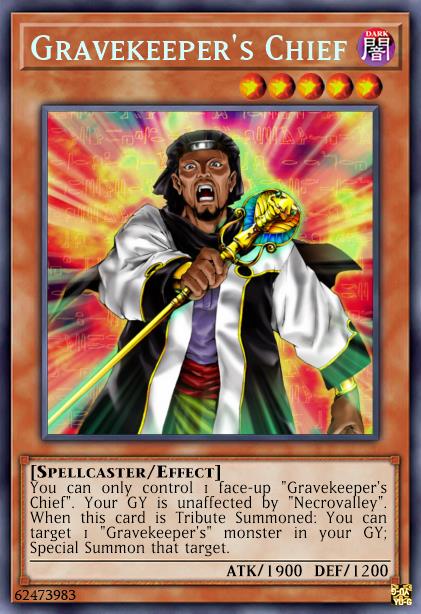 GRAVEKEEPER'S CHIEF
DARK
闇
[SPELLCASTER/EFFECT]
You can only control 1 face-up "Gravekeeper's
Chief". Your GY is unaffected by "Necrovalley".
When this card is Tribute Summoned: You can
target 1 "Gravekeeper's" monster in your GY;
Special Summon that target.
ATK/1900 DEF/1200
62473983